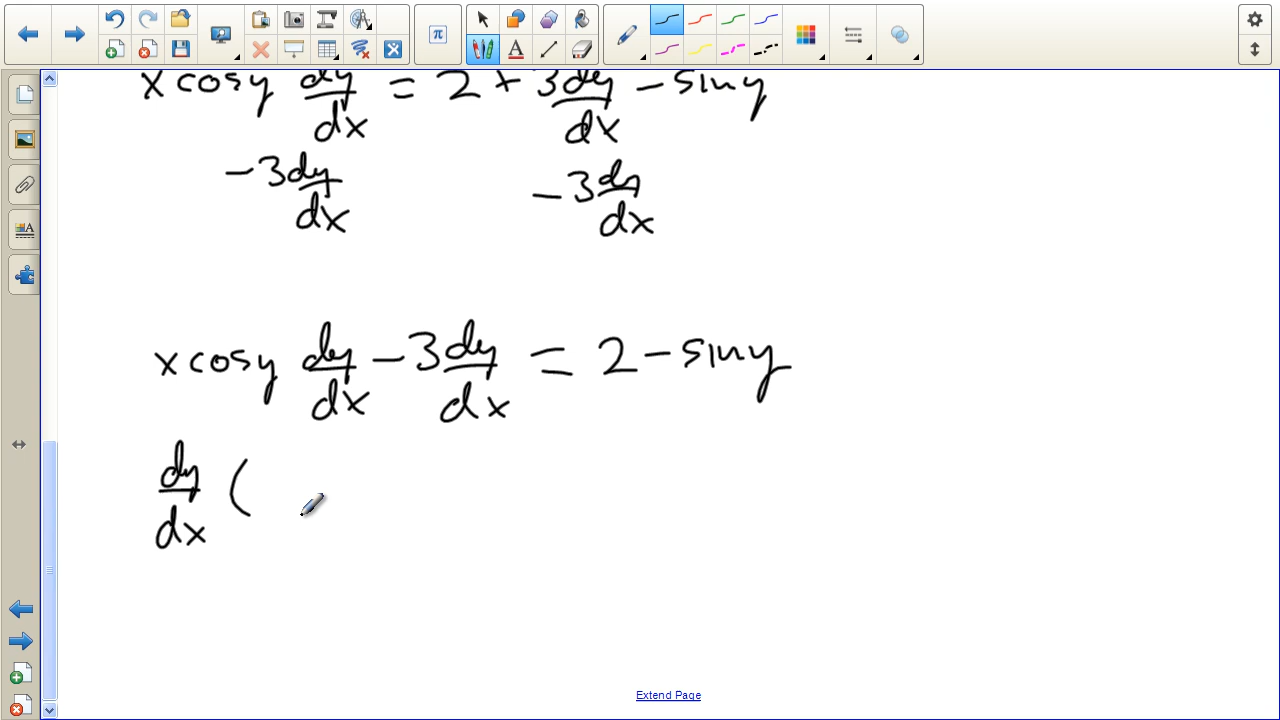 x cosy dy/dx = 2 + 3dy/dx - siny
-3dy/dx -3dy/dx
x cosy dy/dx - 3dy/dx = 2 - siny
dy/dx (
Extend Page